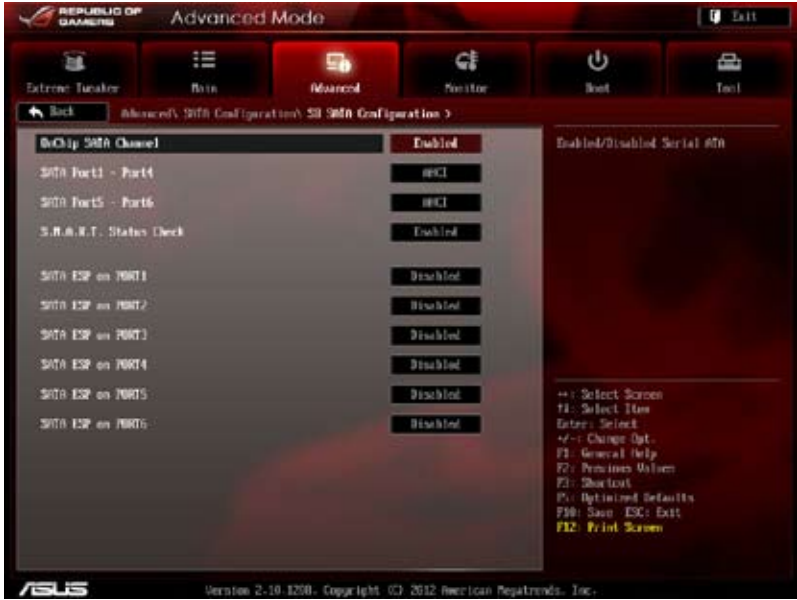 REPUBLIC OF GAMERS
Advanced Mode
Exit
Extreme Tweaker
Main
Advanced
Monitor
Boot
Tool
Back
Advanced\ SATA Configuration\ SB SATA Configuration >
OnChip SATA Channel
Enabled
Enabled/Disabled Serial ATA
SATA Port1 - Port4
AHCI
SATA Port5 - Port6
AHCI
S.M.A.R.T. Status Check
Enabled
SATA ESP on PORT1
Disabled
SATA ESP on PORT2
Disabled
SATA ESP on PORT3
Disabled
SATA ESP on PORT4
Disabled
SATA ESP on PORT5
Disabled
SATA ESP on PORT6
Disabled
→←: Select Screen
↑↓: Select Item
Enter: Select
+/-: Change Opt.
F1: General Help
F2: Previous Values
F3: Shortcut
F5: Optimized Defaults
F10: Save ESC: Exit
F12: Print Screen
ASUS
Version 2.10.1208. Copyright (C) 2012 American Megatrends, Inc.